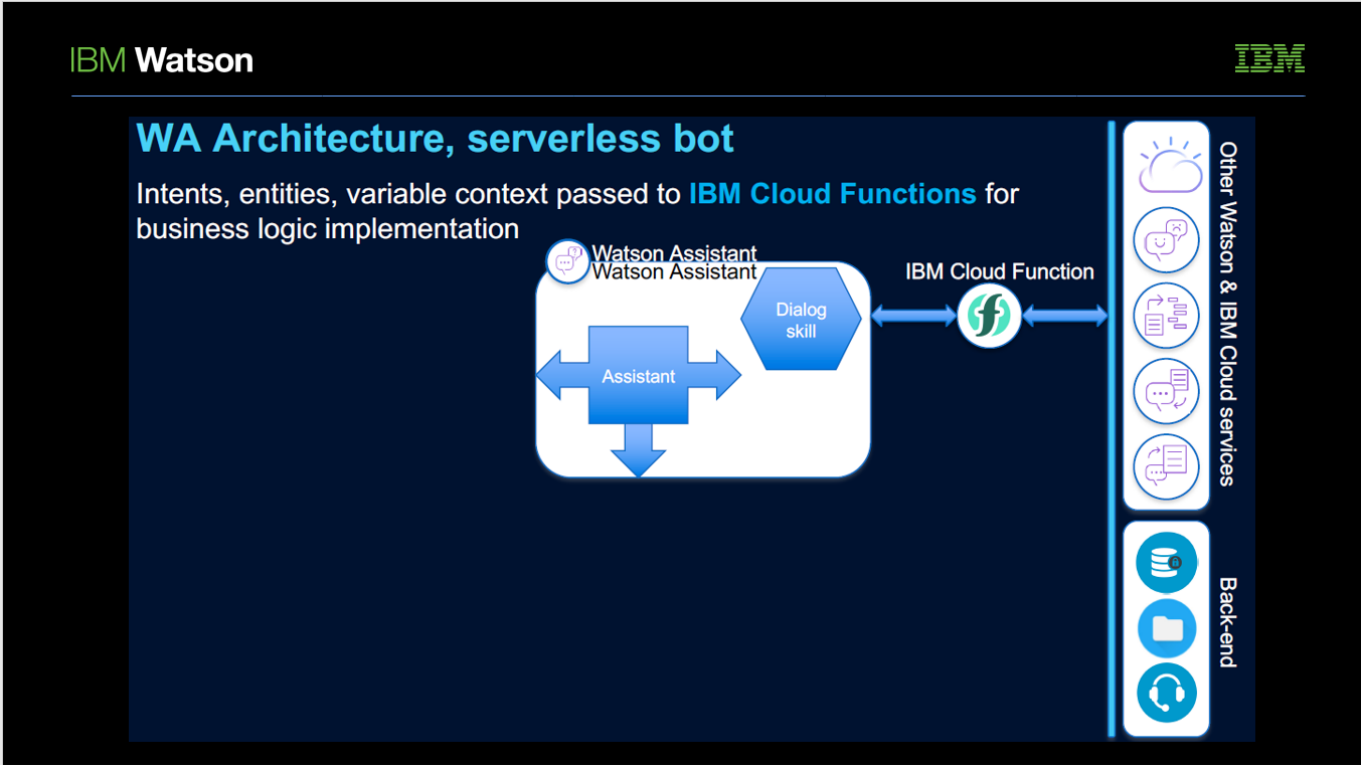 IBM Watson
IBM
WA Architecture, serverless bot
Intents, entities, variable context passed to IBM Cloud Functions for
business logic implementation
Watson Assistant
Watson Assistant
IBM Cloud Function
Dialog
skill
Assistant
Other Watson & IBM Cloud services
Back-end